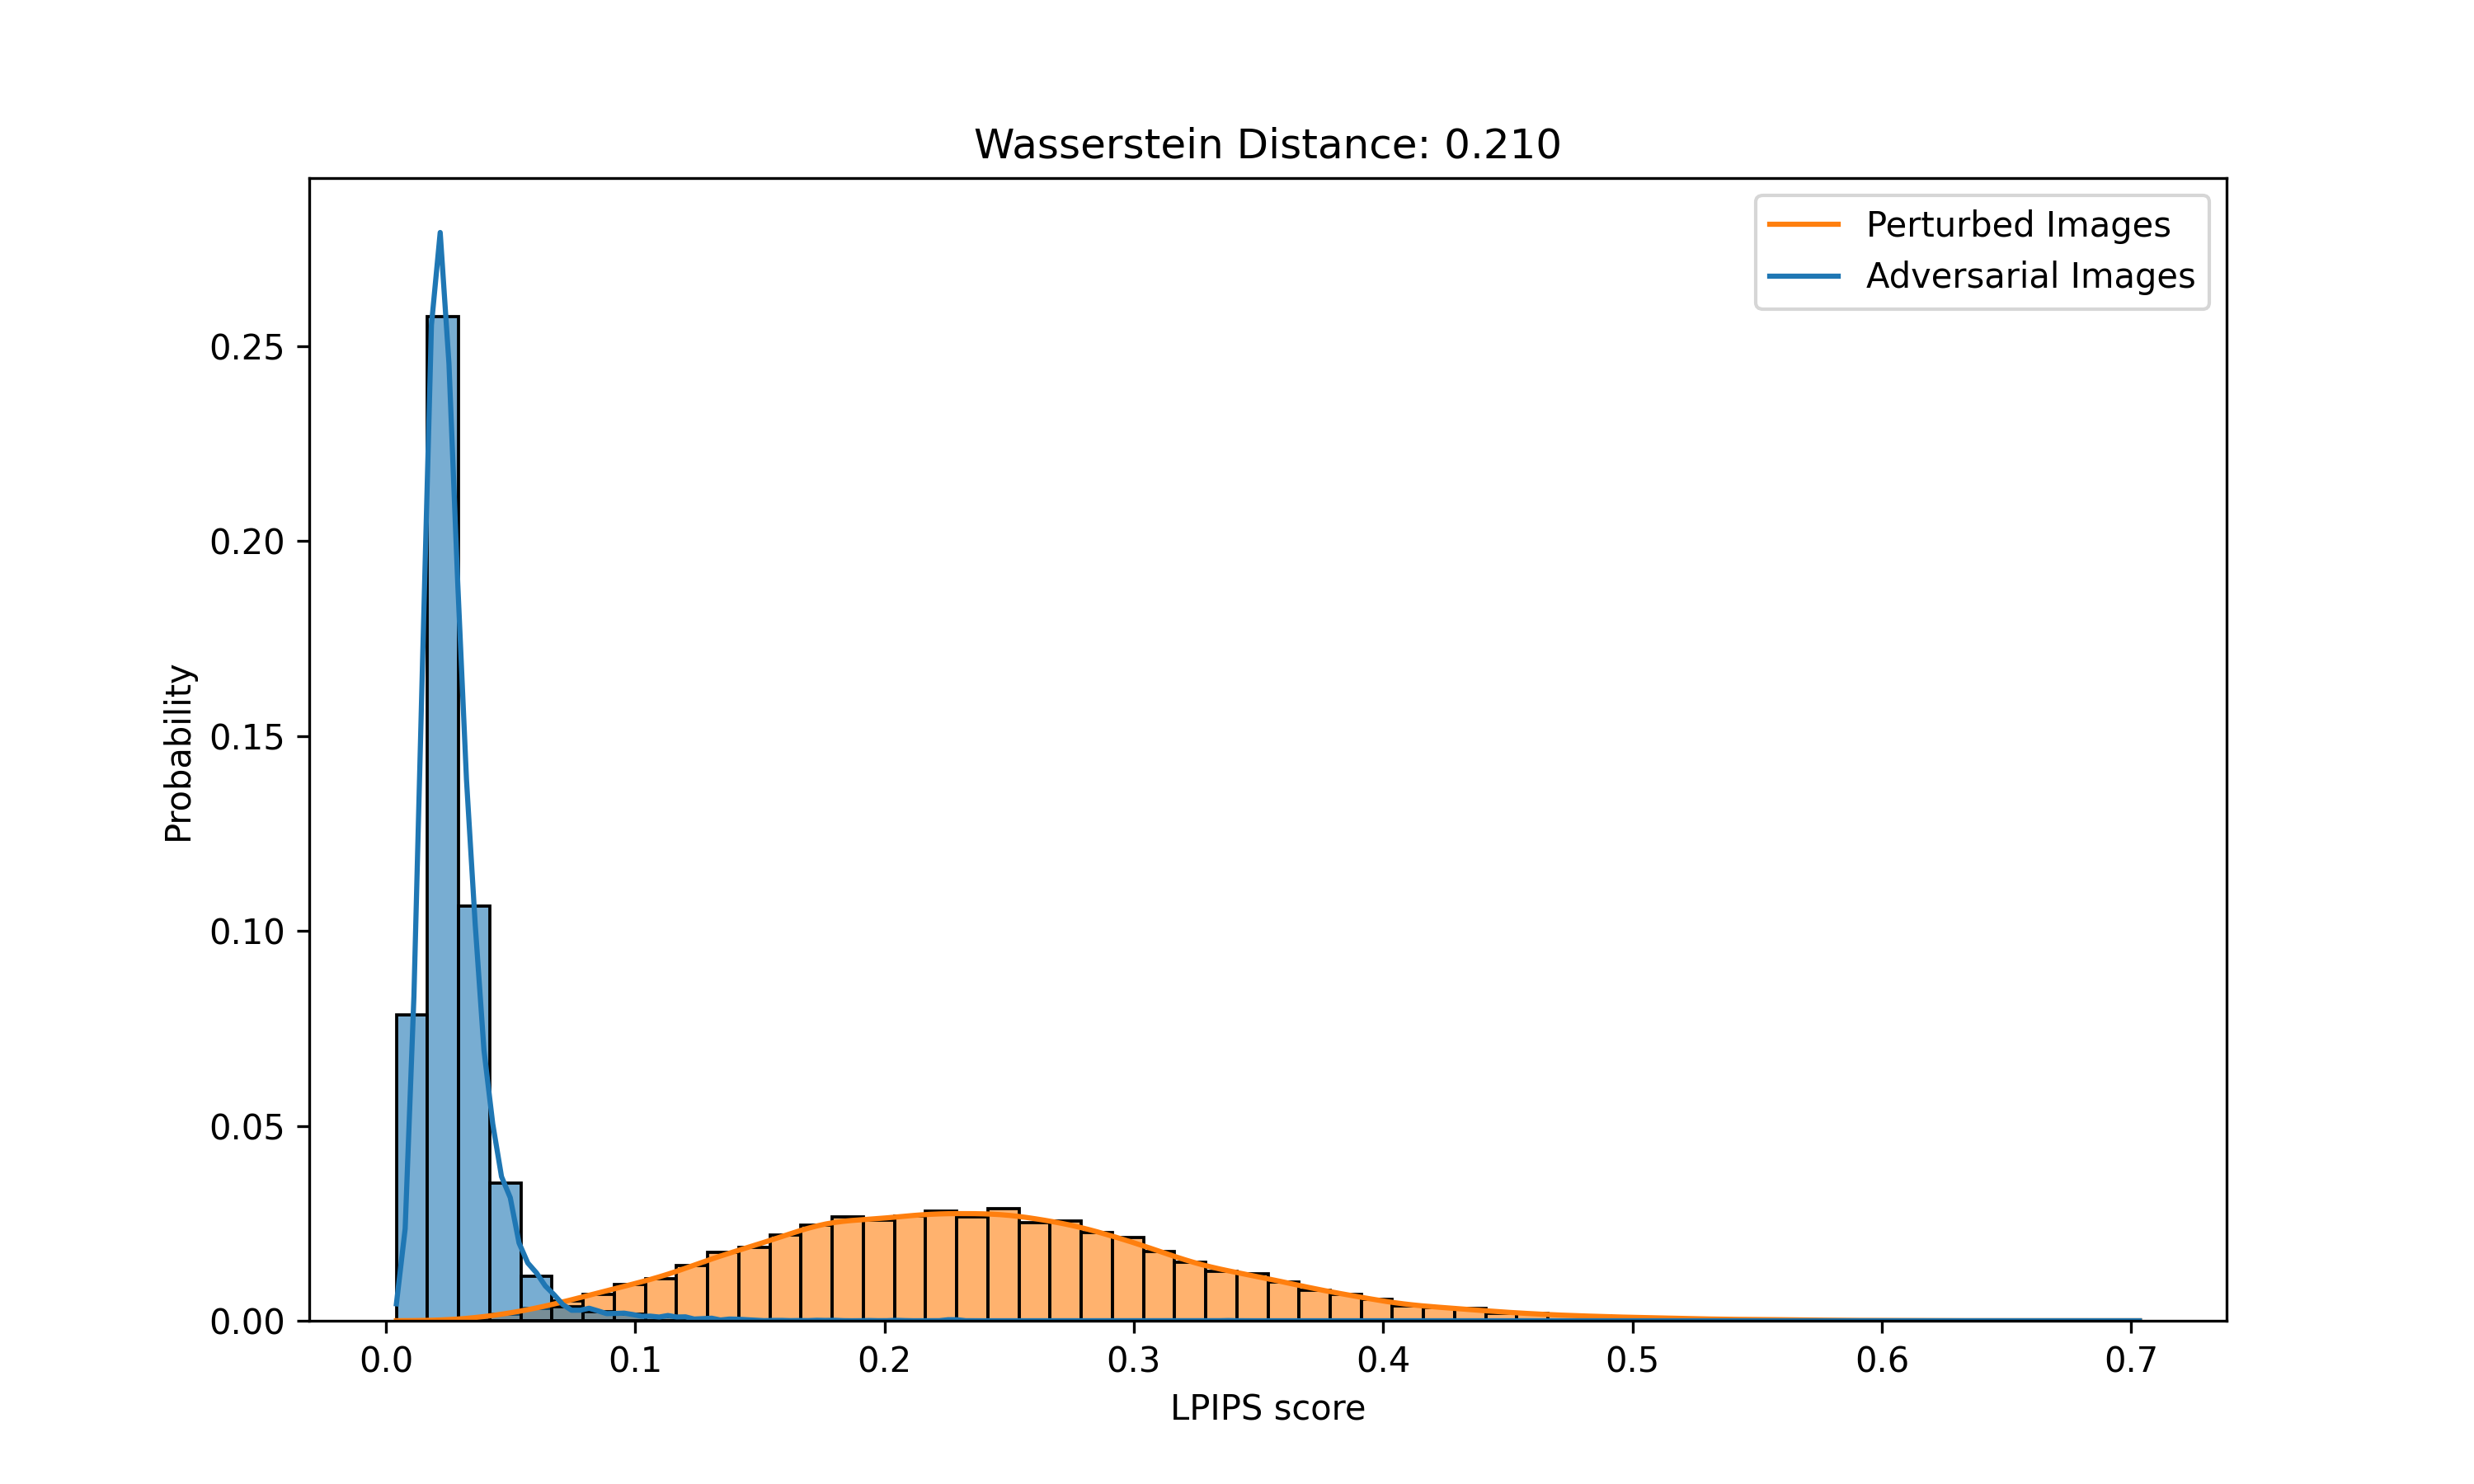 Wasserstein Distance: 0.210
Perturbed Images
Adversarial Images
0.25
0.20
0.15
0.10
0.05
0.00
Probability
0.0 0.1 0.2 0.3 0.4 0.5 0.6 0.7
LPIPS score